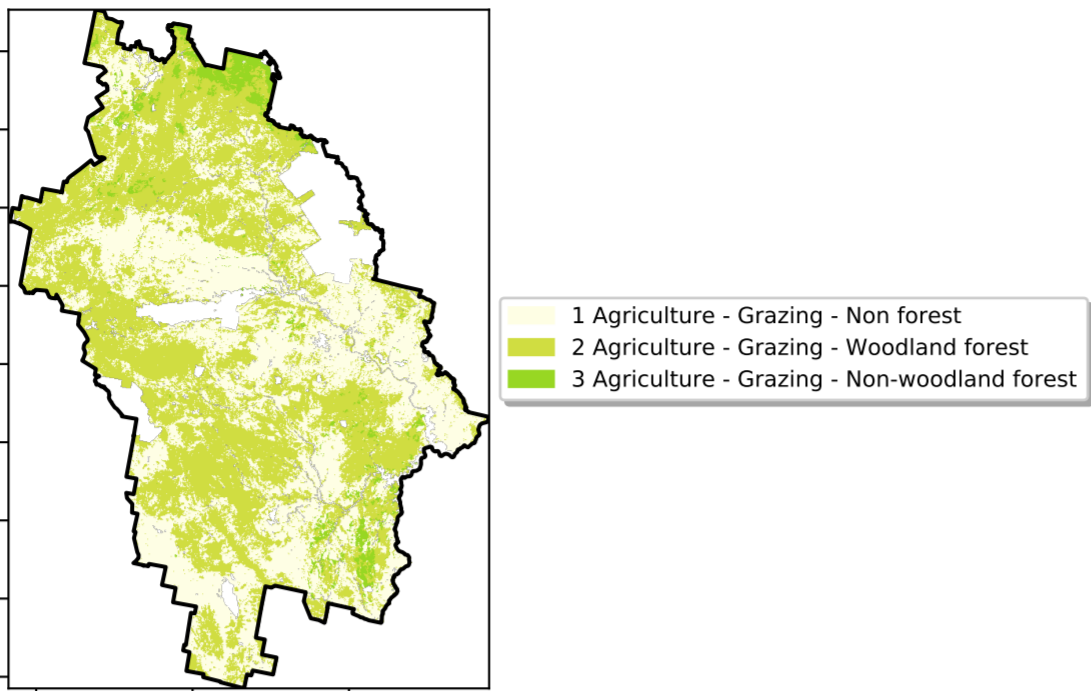 1 Agriculture - Grazing - Non forest
2 Agriculture - Grazing - Woodland forest
3 Agriculture - Grazing - Non-woodland forest